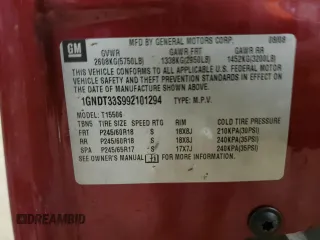 GM
MFD BY GENERAL MOTORS CORP. 09/08
GVWR GAWR FRT GAWR RR
2608KG(5750LB) 1338KG(2950LB) 1452KG(3200LB)
THIS VEHICLE CONFORMS TO ALL APPLICABLE U.S. FEDERAL MOTOR
VEHICLE SAFETY, BUMPER, AND THEFT PREVENTION STANDARDS
IN EFFECT ON THE DATE OF MANUFACTURE SHOWN ABOVE.
1GNDT33S992101294 TYPE: M.P.V.
MODEL: T15506
TBNS TIRE SIZE SPEED RTG RIM COLD TIRE PRESSURE
FRT P245/60R18 S 18X8J 210KPA(30PSI)
RR P245/60R18 S 18X8J 240KPA(35PSI)
SPA P245/65R17 S 17X7J 240KPA(35PSI)
SEE OWNER'S MANUAL FOR ADDITIONAL INFORMATION
DREAMBID